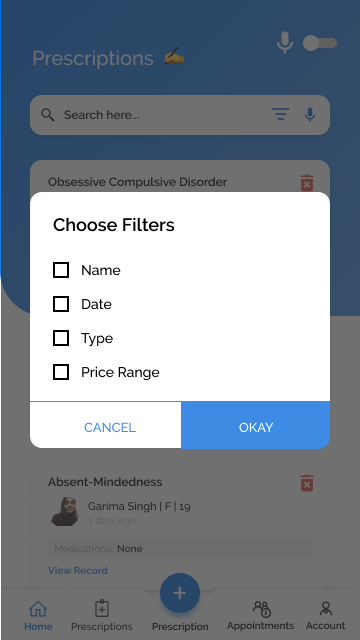 Prescriptions ✍
Search here...
Obsessive Compulsive Disorder
Choose Filters
Name
Date
Type
Price Range
CANCEL OKAY
Absent-Mindedness
Garima Singh | F | 19
1 day ago
Medications: None
View Record
+
Home Prescriptions Prescription Appointments Account